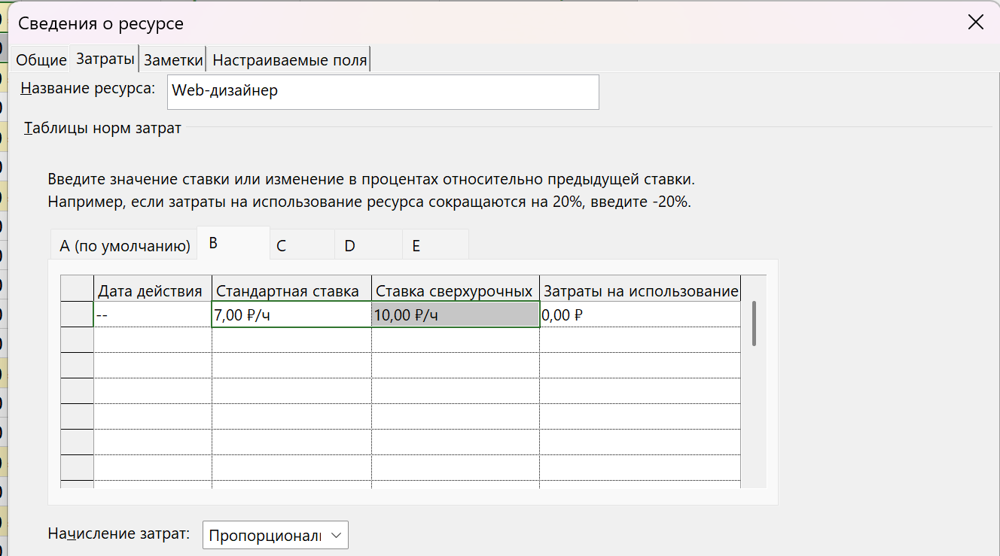 Сведения о ресурсе
Общие Затраты Заметки Настраиваемые поля
Название ресурса: Web-дизайнер
Таблицы норм затрат
Введите значение ставки или изменение в процентах относительно предыдущей ставки.
Например, если затраты на использование ресурса сокращаются на 20%, введите -20%.
A (по умолчанию) B C D E
Дата действия Стандартная ставка Ставка сверхурочных Затраты на использование
-- 7,00 ₽/ч 10,00 ₽/ч 0,00 ₽
Начисление затрат: Пропорционалн